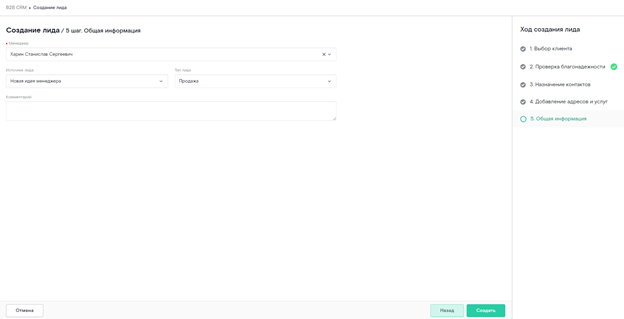 B2B CRM • Создание лида
Создание лида / 5 шаг. Общая информация
• Менеджер
Харин Станислав Сергеевич
Источник лида
Тип лида
Новая идея менеджера
Продажа
Комментарий
Отмена
Назад
Создать
Ход создания лида
1. Выбор клиента
2. Проверка благонадежности
3. Назначение контактов
4. Добавление адресов и услуг
5. Общая информация